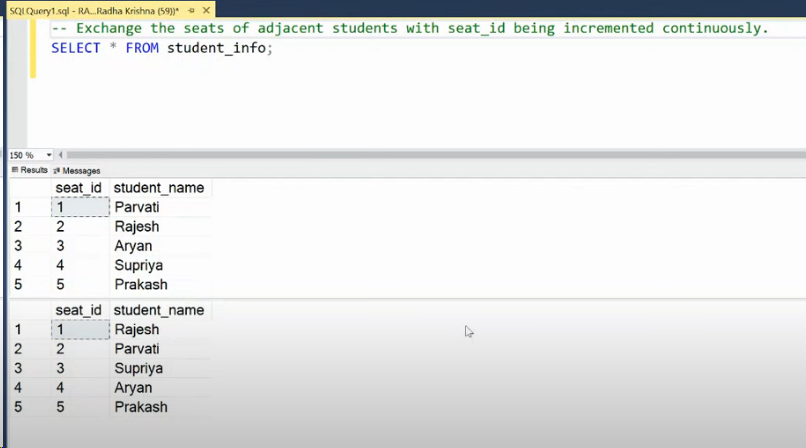 SQLQuery1.sql - RA...Radha Krishna (59))*
-- Exchange the seats of adjacent students with seat_id being incremented continuously.
SELECT * FROM student_info;
150 %
Results Messages
seat_id student_name
1 1 Parvati
2 2 Rajesh
3 3 Aryan
4 4 Supriya
5 5 Prakash
seat_id student_name
1 1 Rajesh
2 2 Parvati
3 3 Supriya
4 4 Aryan
5 5 Prakash